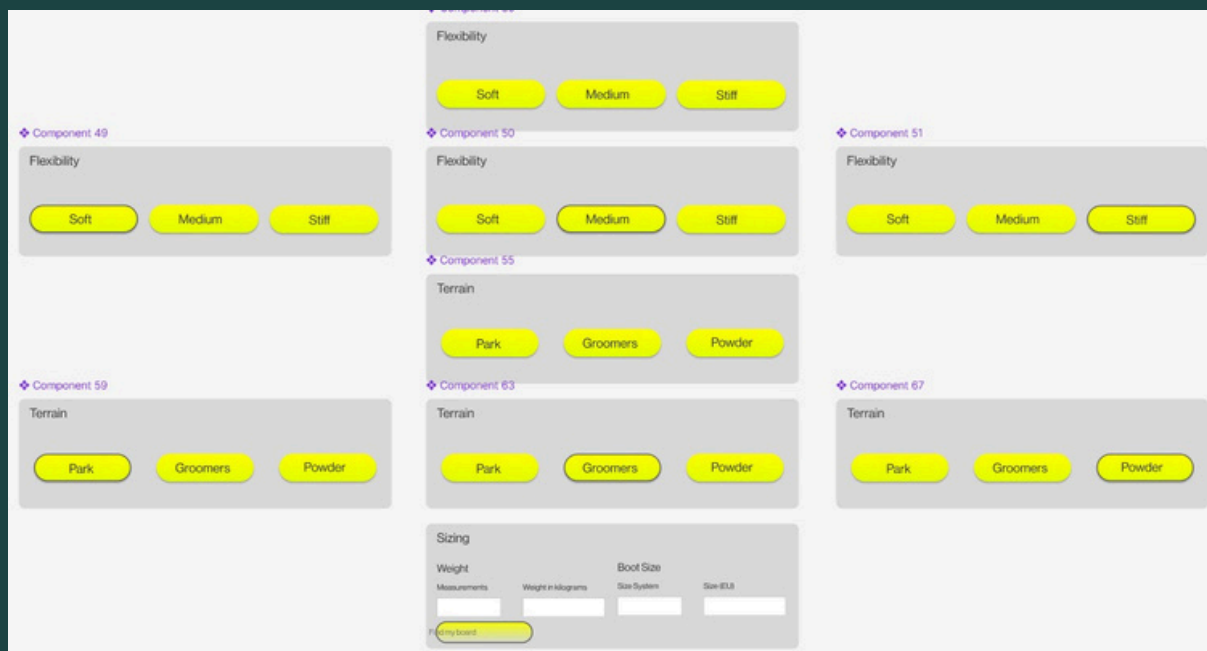 Flexibility
Soft Medium Stiff
Component 49
Flexibility
Soft Medium Stiff
Component 50
Flexibility
Soft Medium Stiff
Component 51
Flexibility
Soft Medium Stiff
Component 55
Terrain
Park Groomers Powder
Component 59
Terrain
Park Groomers Powder
Component 63
Terrain
Park Groomers Powder
Component 67
Terrain
Park Groomers Powder
Sizing
Weight Boot Size
Measurements Weight in kilograms Size System Size (EU)
Find my board